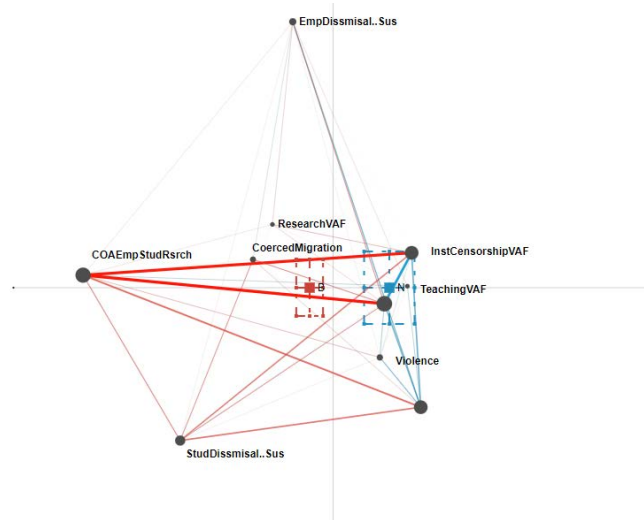 EmpDissmisal..Sus
ResearchVAF
CoercedMigration
COAEmpStudRsrch
InstCensorshipVAF
B
N
TeachingVAF
Violence
StudDissmisal..Sus